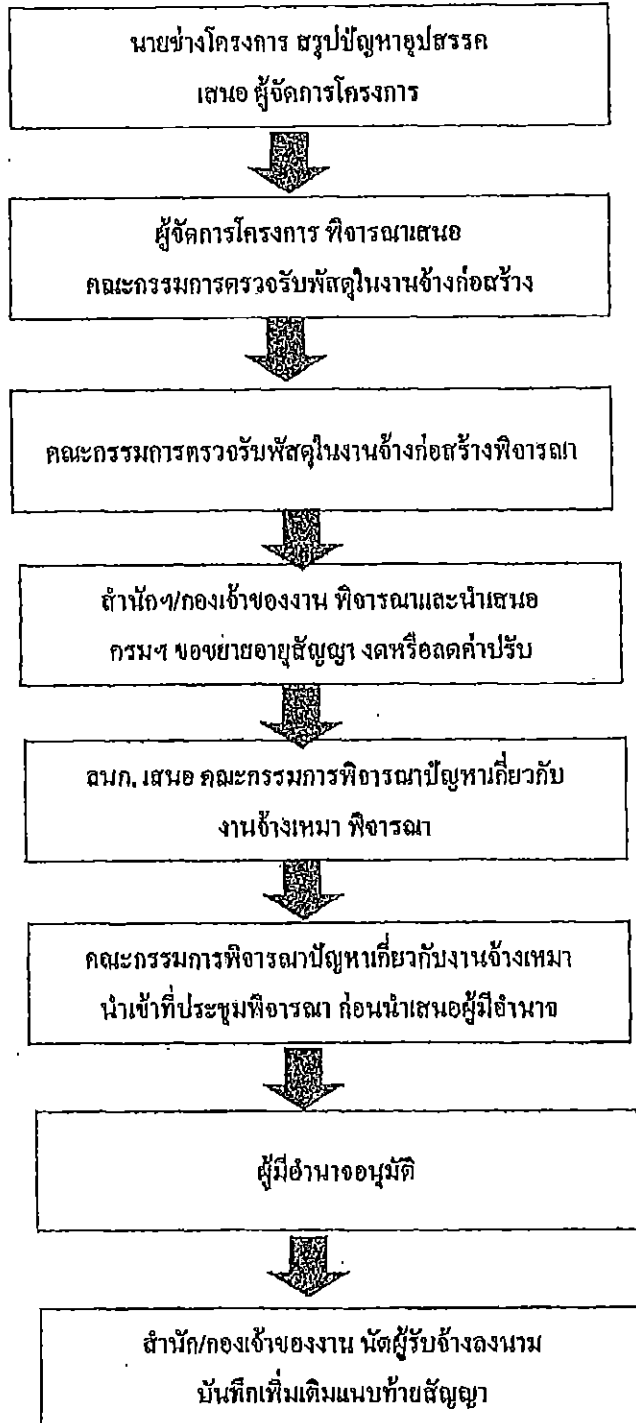 นายช่างโครงการ สรุปปัญหาอุปสรรค
เสนอ ผู้จัดการโครงการ
ผู้จัดการโครงการ พิจารณาเสนอ
คณะกรรมการตรวจรับพัสดุในงานจ้างก่อสร้าง
คณะกรรมการตรวจรับพัสดุในงานจ้างก่อสร้างพิจารณา
สำนักฯ/กองเจ้าของงาน พิจารณาและนำเสนอ
กรมฯ ขอขยายอายุสัญญา งดหรือลดค่าปรับ
ลนก. เสนอ คณะกรรมการพิจารณาปัญหาเกี่ยวกับ
งานจ้างเหมา พิจารณา
คณะกรรมการพิจารณาปัญหาเกี่ยวกับงานจ้างเหมา
นำเข้าที่ประชุมพิจารณา ก่อนนำเสนอผู้มีอำนาจ
ผู้มีอำนาจอนุมัติ
สำนัก/กองเจ้าของงาน นัดผู้รับจ้างลงนาม
บันทึกเพิ่มเติมแนบท้ายสัญญา